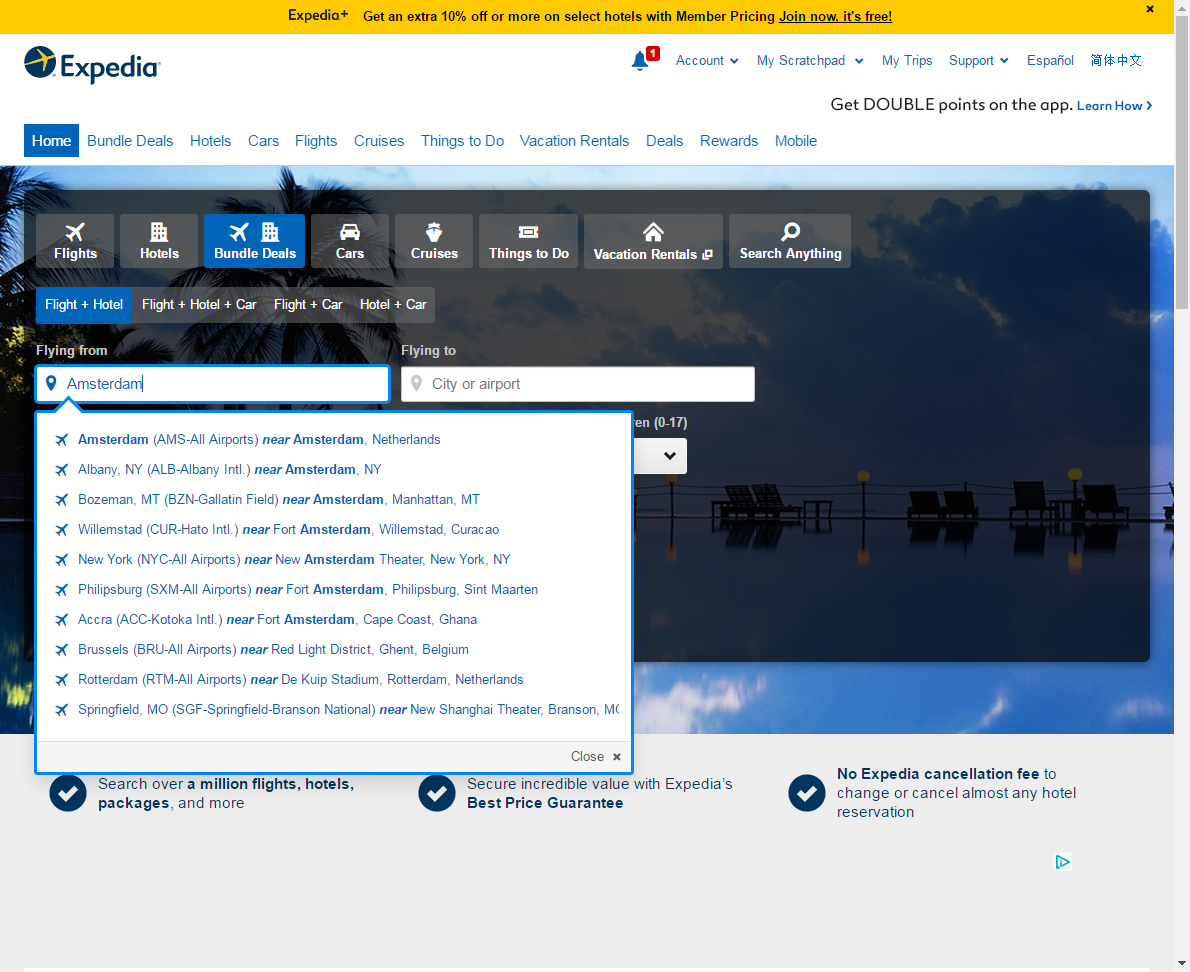 Expedia+ Get an extra 10% off or more on select hotels with Member Pricing Join now, it's free!
Expedia
1 Account My Scratchpad My Trips Support Español 简体中文
Get DOUBLE points on the app. Learn How
Home Bundle Deals Hotels Cars Flights Cruises Things to Do Vacation Rentals Deals Rewards Mobile
Flights Hotels Bundle Deals Cars Cruises Things to Do Vacation Rentals Search Anything
Flight + Hotel Flight + Hotel + Car Flight + Car Hotel + Car
Flying from Flying to
Amsterdam City or airport
(0-17)
Amsterdam (AMS-All Airports) near Amsterdam, Netherlands
Albany, NY (ALB-Albany Intl.) near Amsterdam, NY
Bozeman, MT (BZN-Gallatin Field) near Amsterdam, Manhattan, MT
Willemstad (CUR-Hato Intl.) near Fort Amsterdam, Willemstad, Curacao
New York (NYC-All Airports) near New Amsterdam Theater, New York, NY
Philipsburg (SXM-All Airports) near Fort Amsterdam, Philipsburg, Sint Maarten
Accra (ACC-Kotoka Intl.) near Fort Amsterdam, Cape Coast, Ghana
Brussels (BRU-All Airports) near Red Light District, Ghent, Belgium
Rotterdam (RTM-All Airports) near De Kuip Stadium, Rotterdam, Netherlands
Springfield, MO (SGF-Springfield-Branson National) near New Shanghai Theater, Branson,
Close
Search over a million flights, hotels,
packages, and more
Secure incredible value with Expedia's
Best Price Guarantee
No Expedia cancellation fee to
change or cancel almost any hotel
reservation